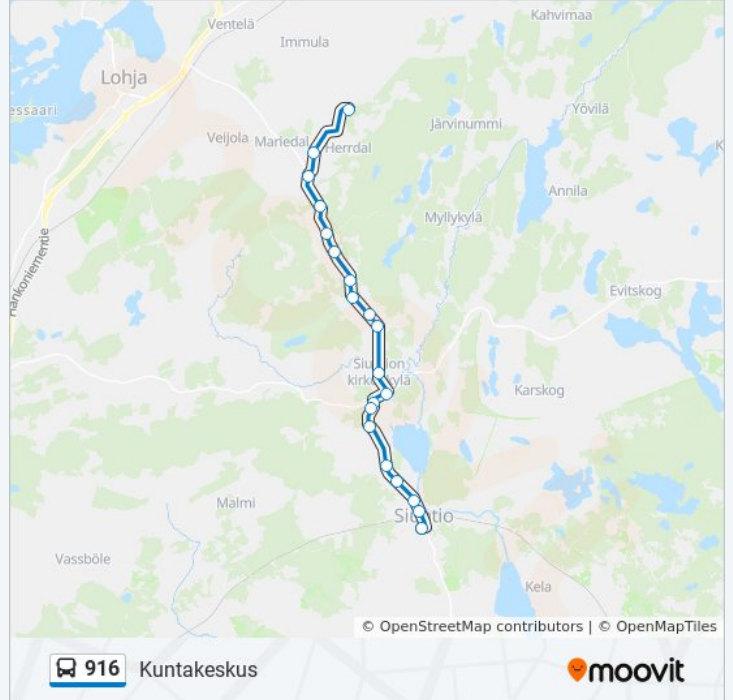 Ventelä
Kahvimaa
Immula
Lohja
essaari
Yövilä
Järvinummi
Veijola
Mariedal
Herrdal
K
Annila
Myllykylä
Hankoniementie
Evitskog
Siuntion
kirkonkylä
Karskog
Malmi
Siuntio
Vassböle
Kela
© OpenStreetMap contributors | © OpenMapTiles
916 Kuntakeskus
moovit